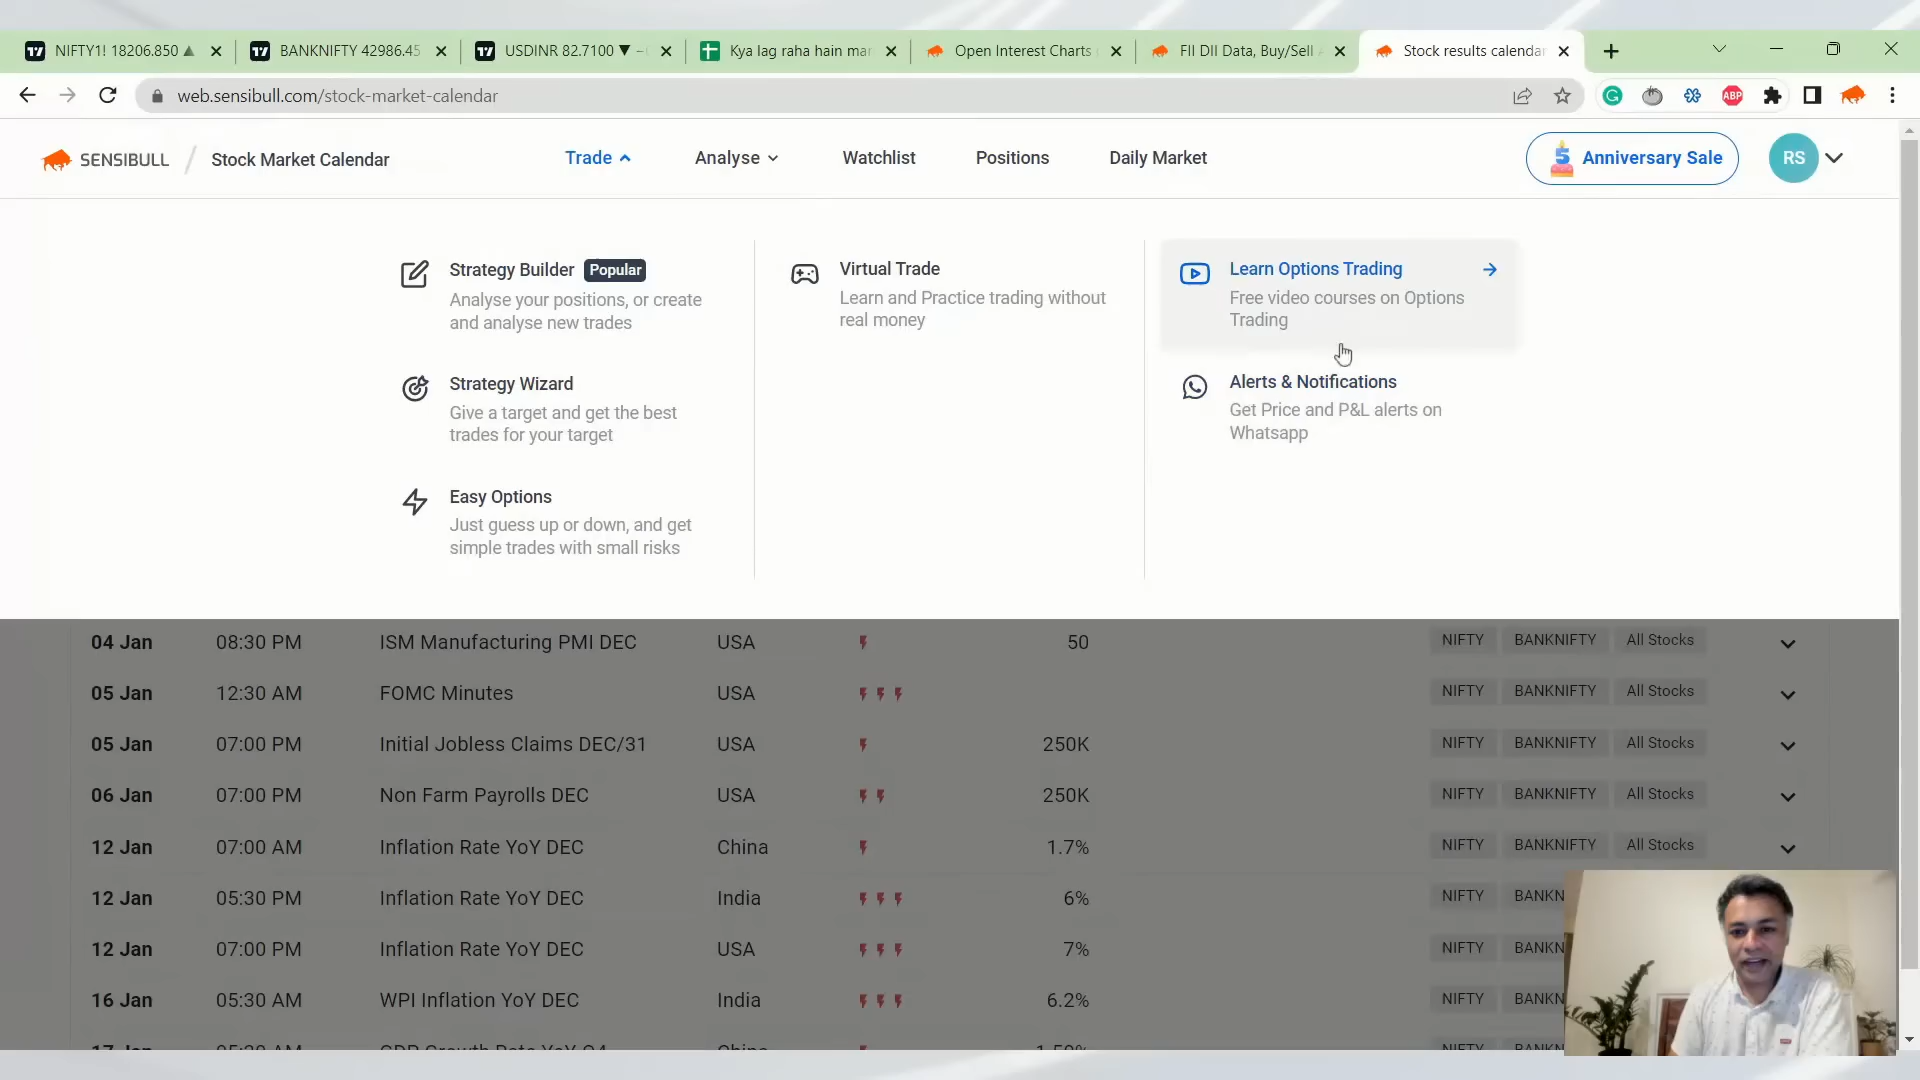 NIFTY1! 18206.850 ▲
BANKNIFTY 42986.45
USDINR 82.7100 ▼ −
Kya lag raha hain mar
Open Interest Charts
FII DII Data, Buy/Sell
Stock results calendar
web.sensibull.com/stock-market-calendar
ABP
SENSIBULL / Stock Market Calendar
Trade
Analyse
Watchlist
Positions
Daily Market
5 Anniversary Sale
RS
Strategy Builder Popular
Analyse your positions, or create
and analyse new trades
Strategy Wizard
Give a target and get the best
trades for your target
Easy Options
Just guess up or down, and get
simple trades with small risks
Virtual Trade
Learn and Practice trading without
real money
Learn Options Trading
Free video courses on Options
Trading
Alerts & Notifications
Get Price and P&L alerts on
Whatsapp
04 Jan 08:30 PM ISM Manufacturing PMI DEC USA 50 NIFTY BANKNIFTY All Stocks
05 Jan 12:30 AM FOMC Minutes USA NIFTY BANKNIFTY All Stocks
05 Jan 07:00 PM Initial Jobless Claims DEC/31 USA 250K NIFTY BANKNIFTY All Stocks
06 Jan 07:00 PM Non Farm Payrolls DEC USA 250K NIFTY BANKNIFTY All Stocks
12 Jan 07:00 AM Inflation Rate YoY DEC China 1.7% NIFTY BANKNIFTY All Stocks
12 Jan 05:30 PM Inflation Rate YoY DEC India 6% NIFTY BANKN
12 Jan 07:00 PM Inflation Rate YoY DEC USA 7% NIFTY BANKN
16 Jan 05:30 AM WPI Inflation YoY DEC India 6.2% NIFTY BANKN